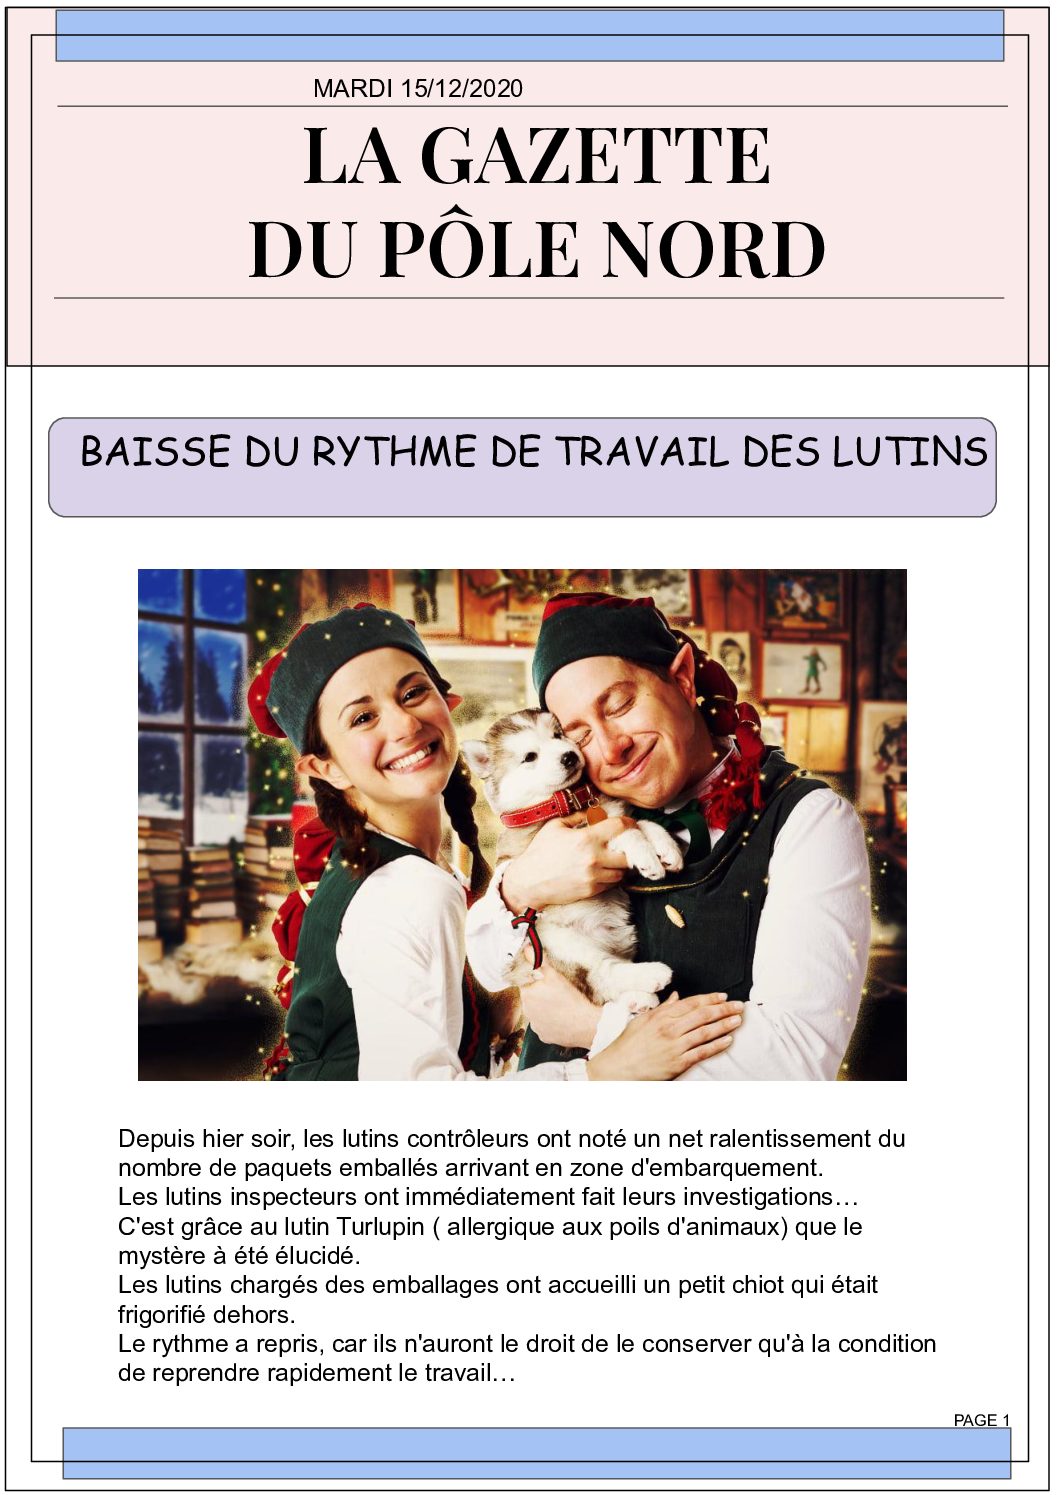 MARDI 15/12/2020
LA GAZETTE
DU PÔLE NORD
BAISSE DU RYTHME DE TRAVAIL DES LUTINS
Depuis hier soir, les lutins contrôleurs ont noté un net ralentissement du
nombre de paquets emballés arrivant en zone d'embarquement.
Les lutins inspecteurs ont immédiatement fait leurs investigations…
C'est grâce au lutin Turlupin ( allergique aux poils d'animaux) que le
mystère à été élucidé.
Les lutins chargés des emballages ont accueilli un petit chiot qui était
frigorifié dehors.
Le rythme a repris, car ils n'auront le droit de le conserver qu'à la condition
de reprendre rapidement le travail…
PAGE 1